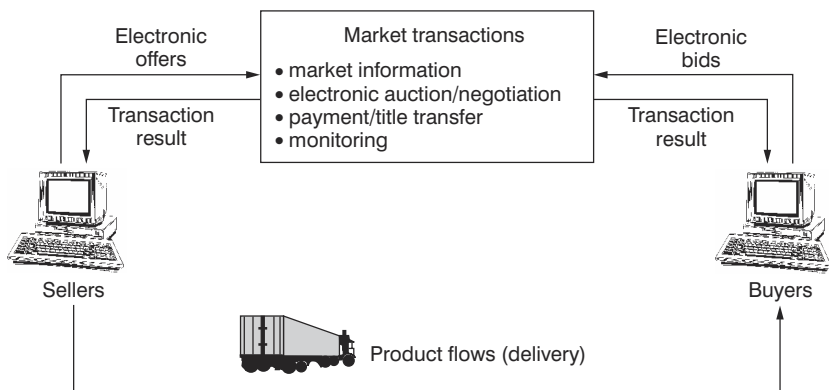 Electronic
offers
Market transactions
• market information
• electronic auction/negotiation
• payment/title transfer
• monitoring
Electronic
bids
Transaction
result
Transaction
result
Sellers
Buyers
Product flows (delivery)